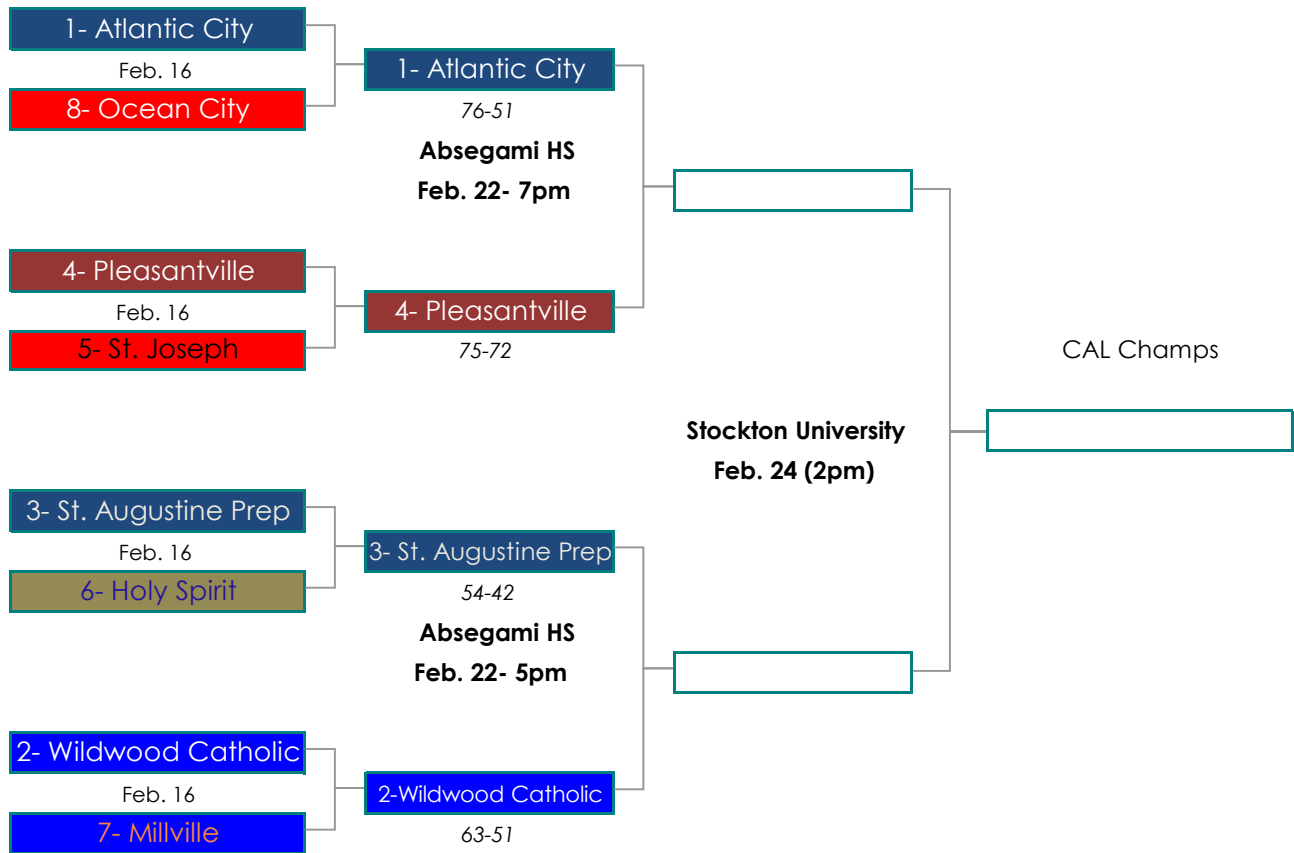 1- Atlantic City
Feb. 16
8- Ocean City
1- Atlantic City
76-51
Absegami HS
Feb. 22- 7pm
4- Pleasantville
Feb. 16
5- St. Joseph
4- Pleasantville
75-72
CAL Champs
Stockton University
Feb. 24 (2pm)
3- St. Augustine Prep
Feb. 16
6- Holy Spirit
3- St. Augustine Prep
54-42
Absegami HS
Feb. 22- 5pm
2- Wildwood Catholic
Feb. 16
7- Millville
2-Wildwood Catholic
63-51